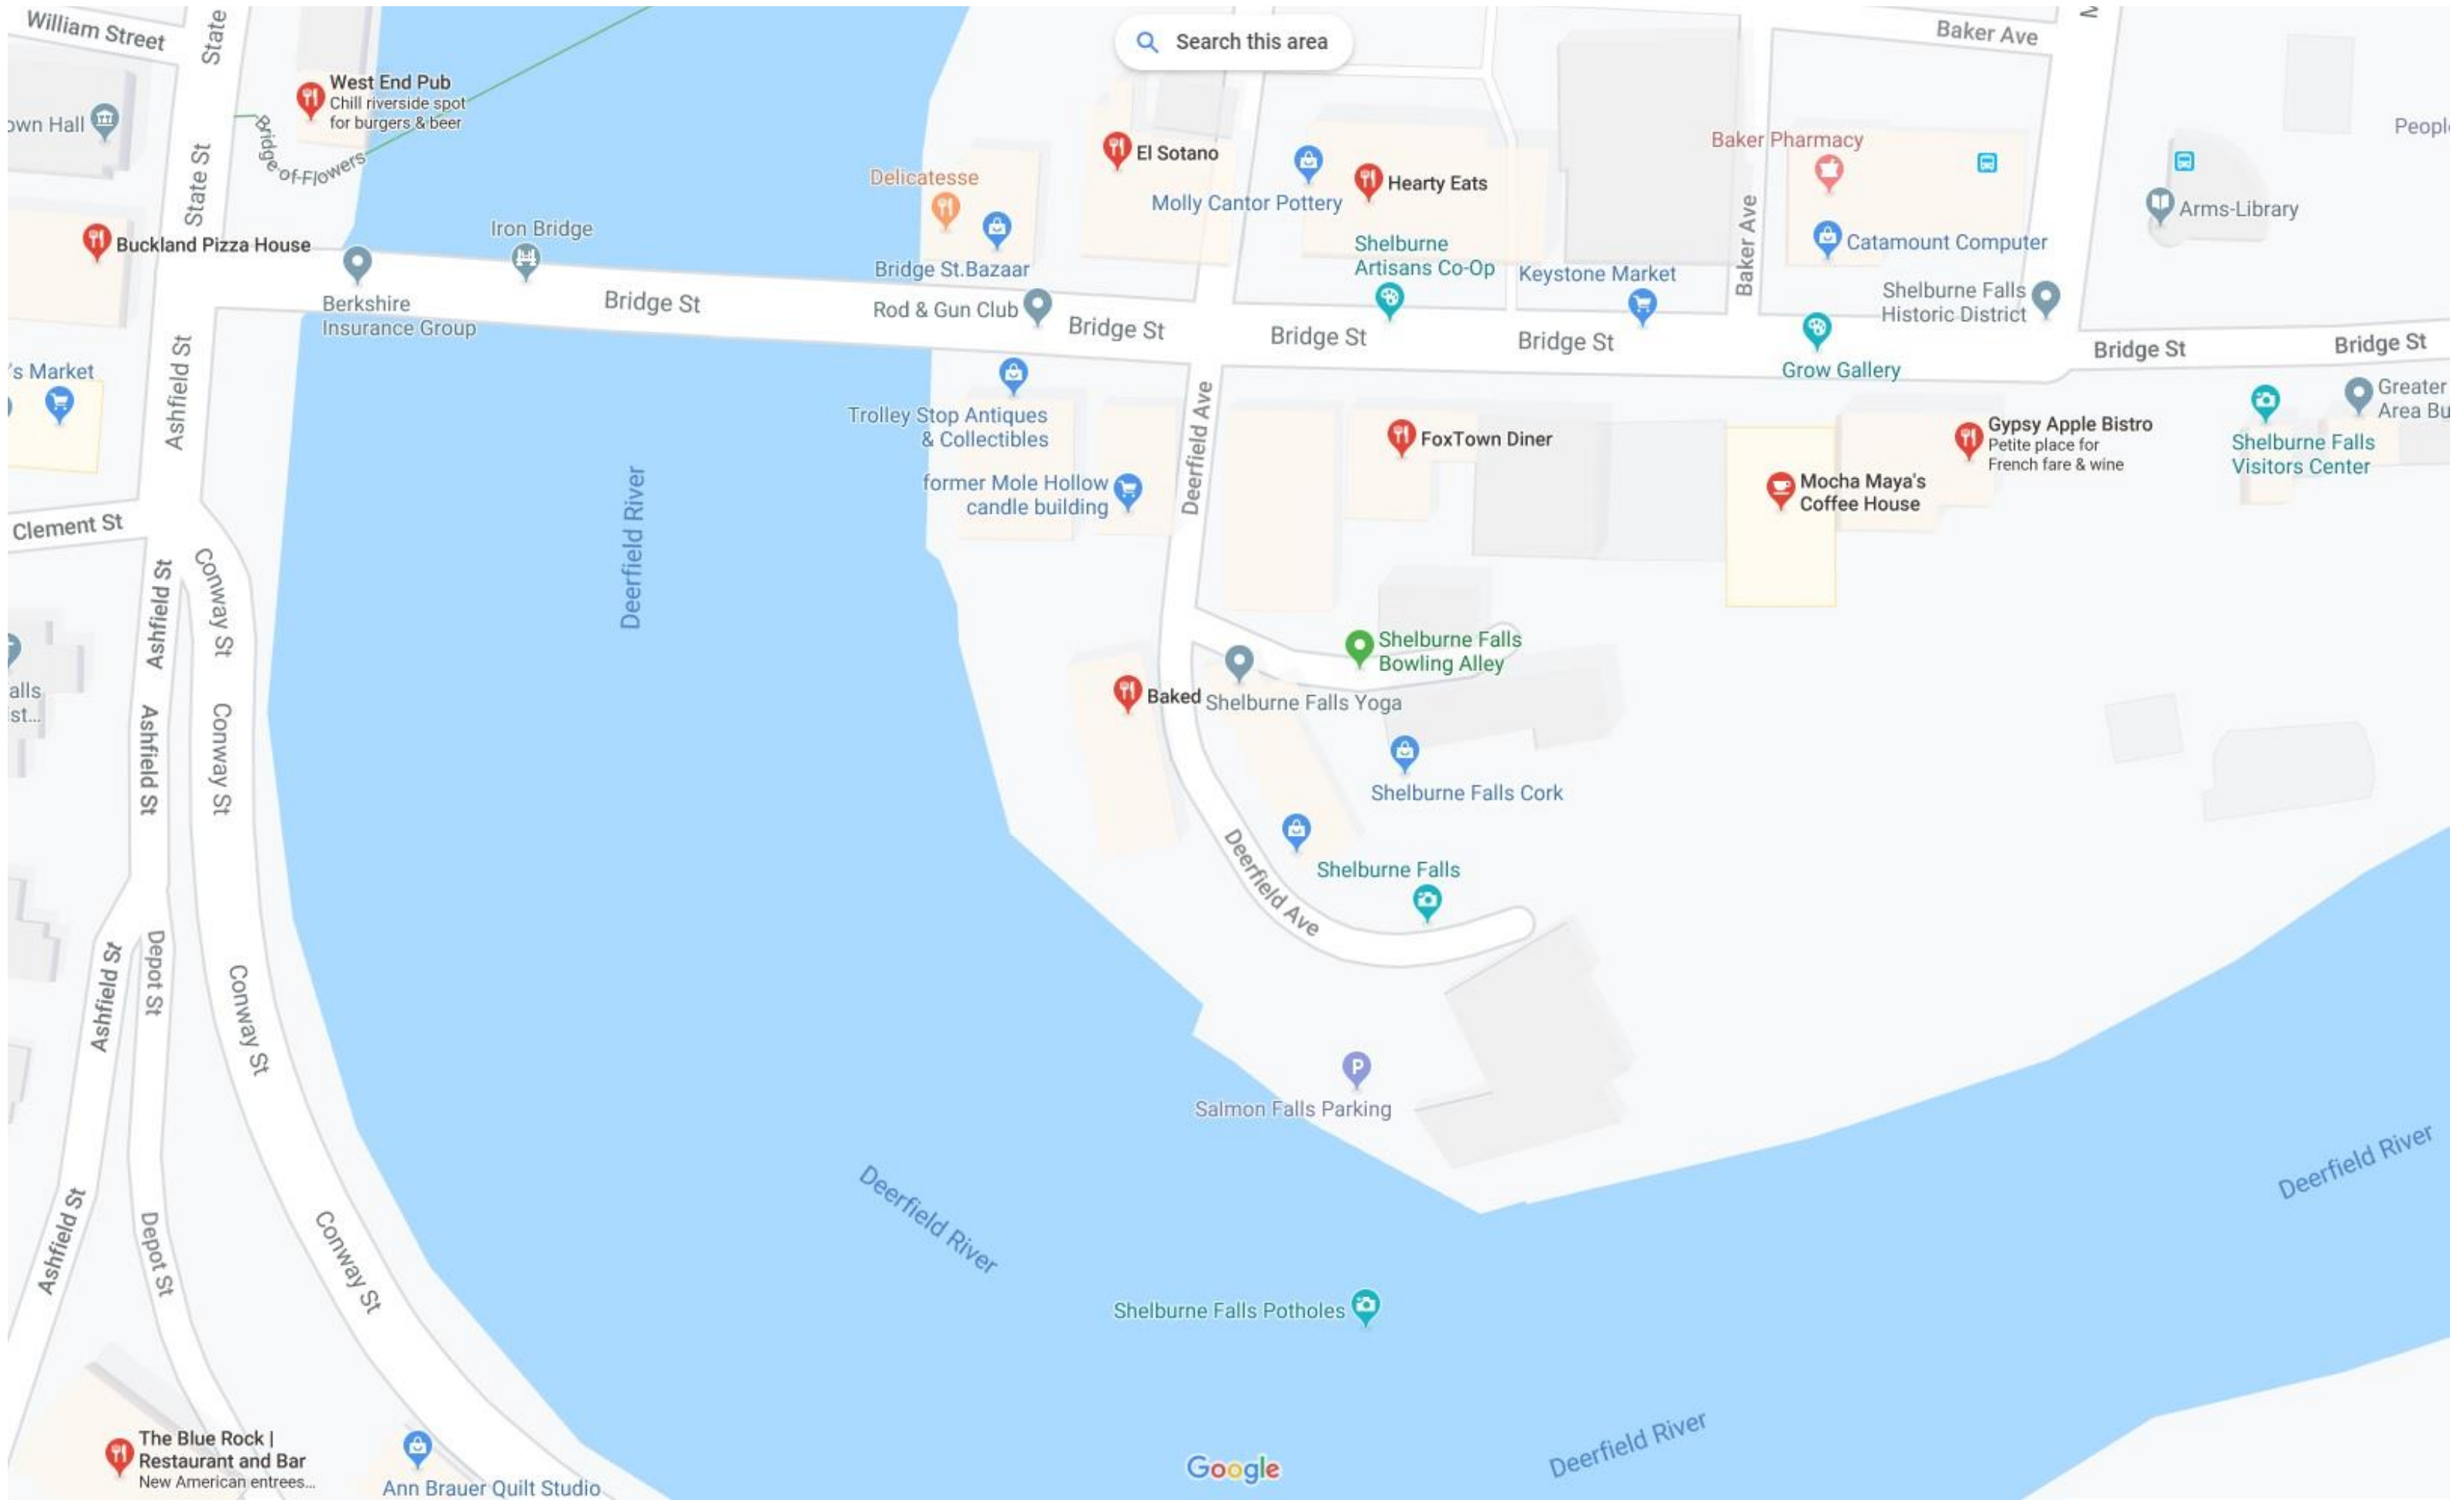 William Street
State
Search this area
Baker Ave
West End Pub
Chill riverside spot
for burgers & beer
own Hall
Bridge-of-Flowers
State St
Buckland Pizza House
Iron Bridge
Berkshire
Insurance Group
Bridge St
Delicatesse
Bridge St.Bazaar
Rod & Gun Club
Bridge St
El Sotano
Molly Cantor Pottery
Hearty Eats
Shelburne
Artisans Co-Op
Bridge St
Keystone Market
Bridge St
Baker Pharmacy
Baker Ave
Catamount Computer
Shelburne Falls
Historic District
Grow Gallery
Arms-Library
Peopl
Bridge St
Bridge St
Greater
Area Bu
Shelburne Falls
Visitors Center
Gypsy Apple Bistro
Petite place for
French fare & wine
Mocha Maya's
Coffee House
FoxTown Diner
Deerfield Ave
Trolley Stop Antiques
& Collectibles
former Mole Hollow
candle building
Deerfield River
's Market
Ashfield St
Clement St
Ashfield St
Conway St
alls
ist...
Ashfield St
Conway St
Shelburne Falls
Bowling Alley
Baked
Shelburne Falls Yoga
Shelburne Falls Cork
Deerfield Ave
Shelburne Falls
Ashfield St
Depot St
Conway St
P
Salmon Falls Parking
Deerfield River
Deerfield River
Ashfield St
Depot St
Conway St
Shelburne Falls Potholes
The Blue Rock |
Restaurant and Bar
New American entrees...
Ann Brauer Quilt Studio
Google
Deerfield River